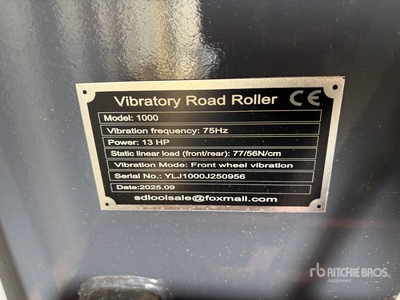 Vibratory Road Roller CE
Model: 1000
Vibration frequency: 75Hz
Power: 13 HP
Static linear load (front/rear): 77/56N/cm
Vibration Mode: Front wheel vibration
Serial No.: YLJ1000J250956
Date:2025.09
sdloolsale@foxmail.com
rb RITCHIE BROS.